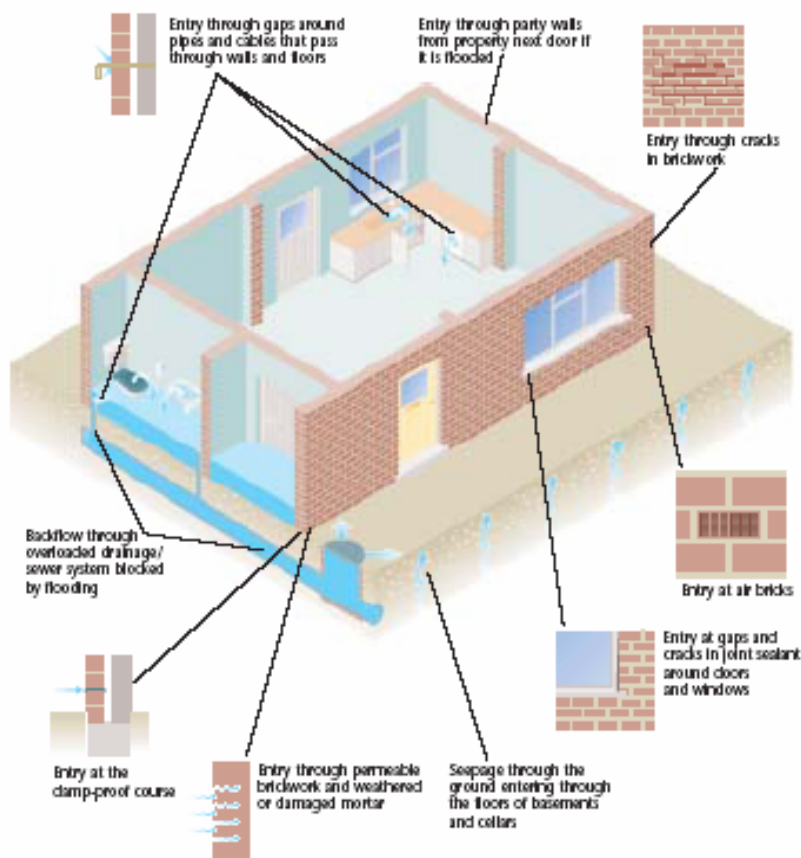 Entry through gaps around
pipes and cables that pass
through walls and floors
Entry through party walls
from property next door if
it is flooded
Entry through cracks
in brickwork
Backflow through
overloaded drainage/
sewer system blocked
by flooding
Entry at air bricks
Entry at gaps and
cracks in joint sealant
around doors
and windows
Entry at the
damp-proof course
Entry through permeable
brickwork and weathered
or damaged mortar
Seepage through the
ground entering through
the floors of basements
and cellars